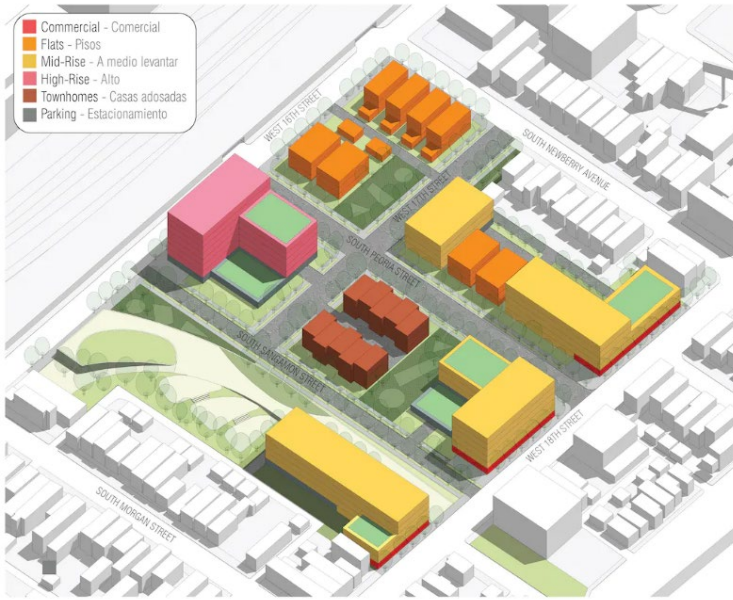 Commercial - Comercial
Flats - Pisos
Mid-Rise - A medio levantar
High-Rise - Alto
Townhomes - Casas adosadas
Parking - Estacionamiento
WEST 16TH STREET
SOUTH NEWBERRY AVENUE
WEST 17TH STREET
SOUTH PEORIA STREET
SOUTH SANGAMON STREET
WEST 18TH STREET
SOUTH MORGAN STREET